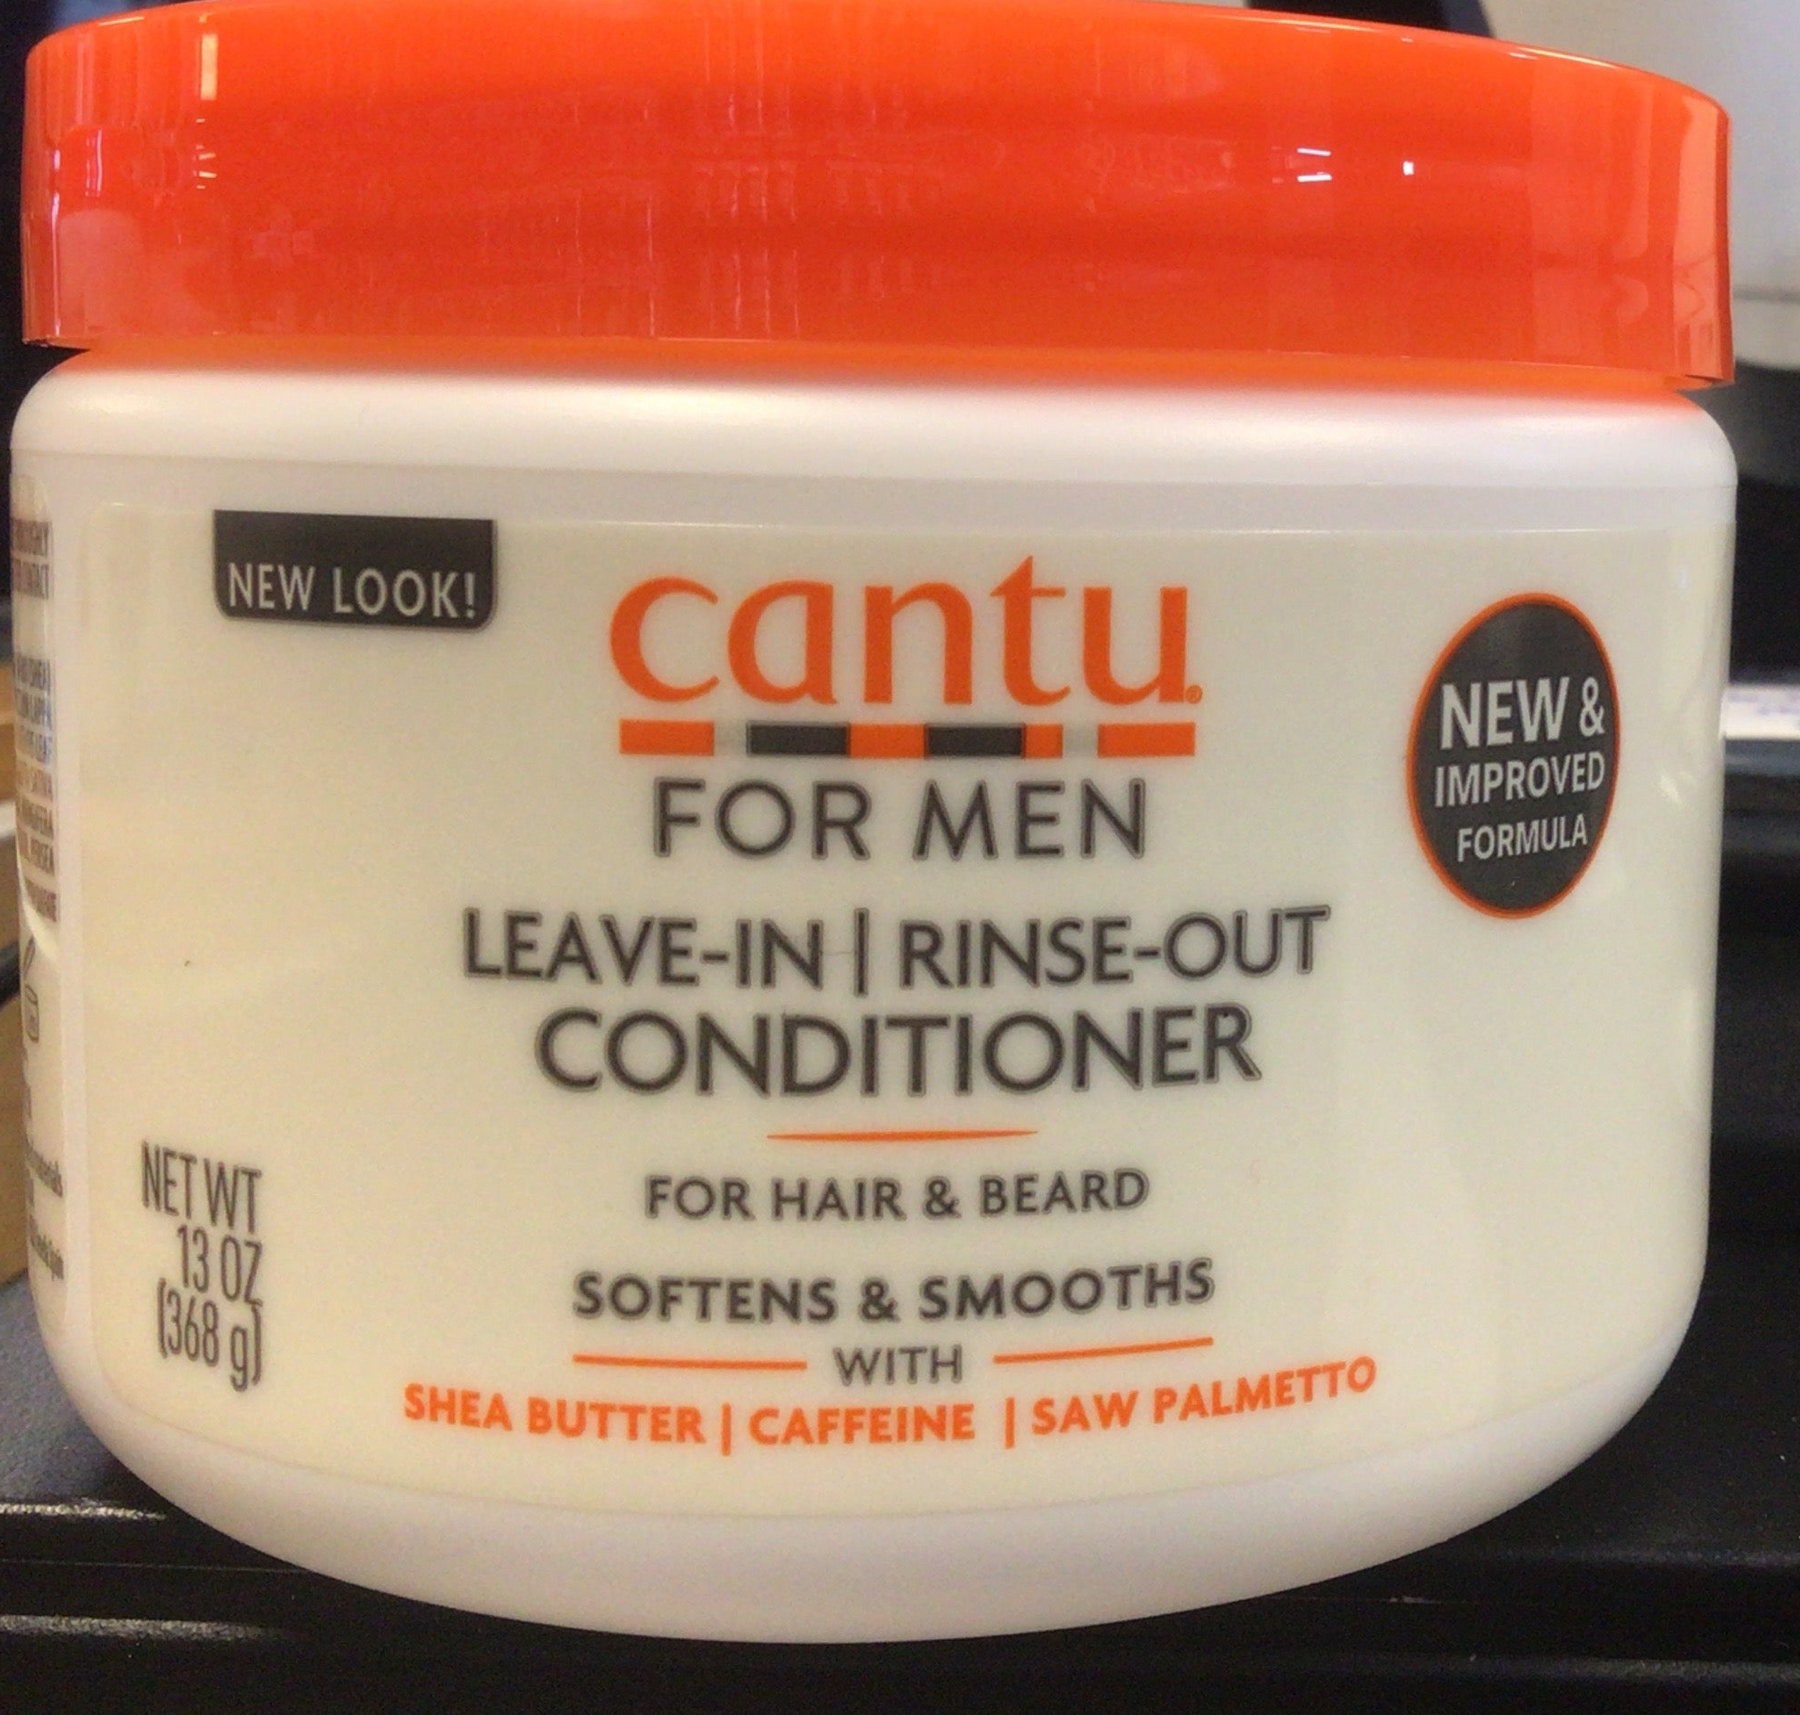 NEW LOOK!
cantu®
FOR MEN
NEW &
IMPROVED
FORMULA
LEAVE-IN | RINSE-OUT
CONDITIONER
FOR HAIR & BEARD
SOFTENS & SMOOTHS
WITH
SHEA BUTTER | CAFFEINE | SAW PALMETTO
NET WT
13 OZ
(368 g)